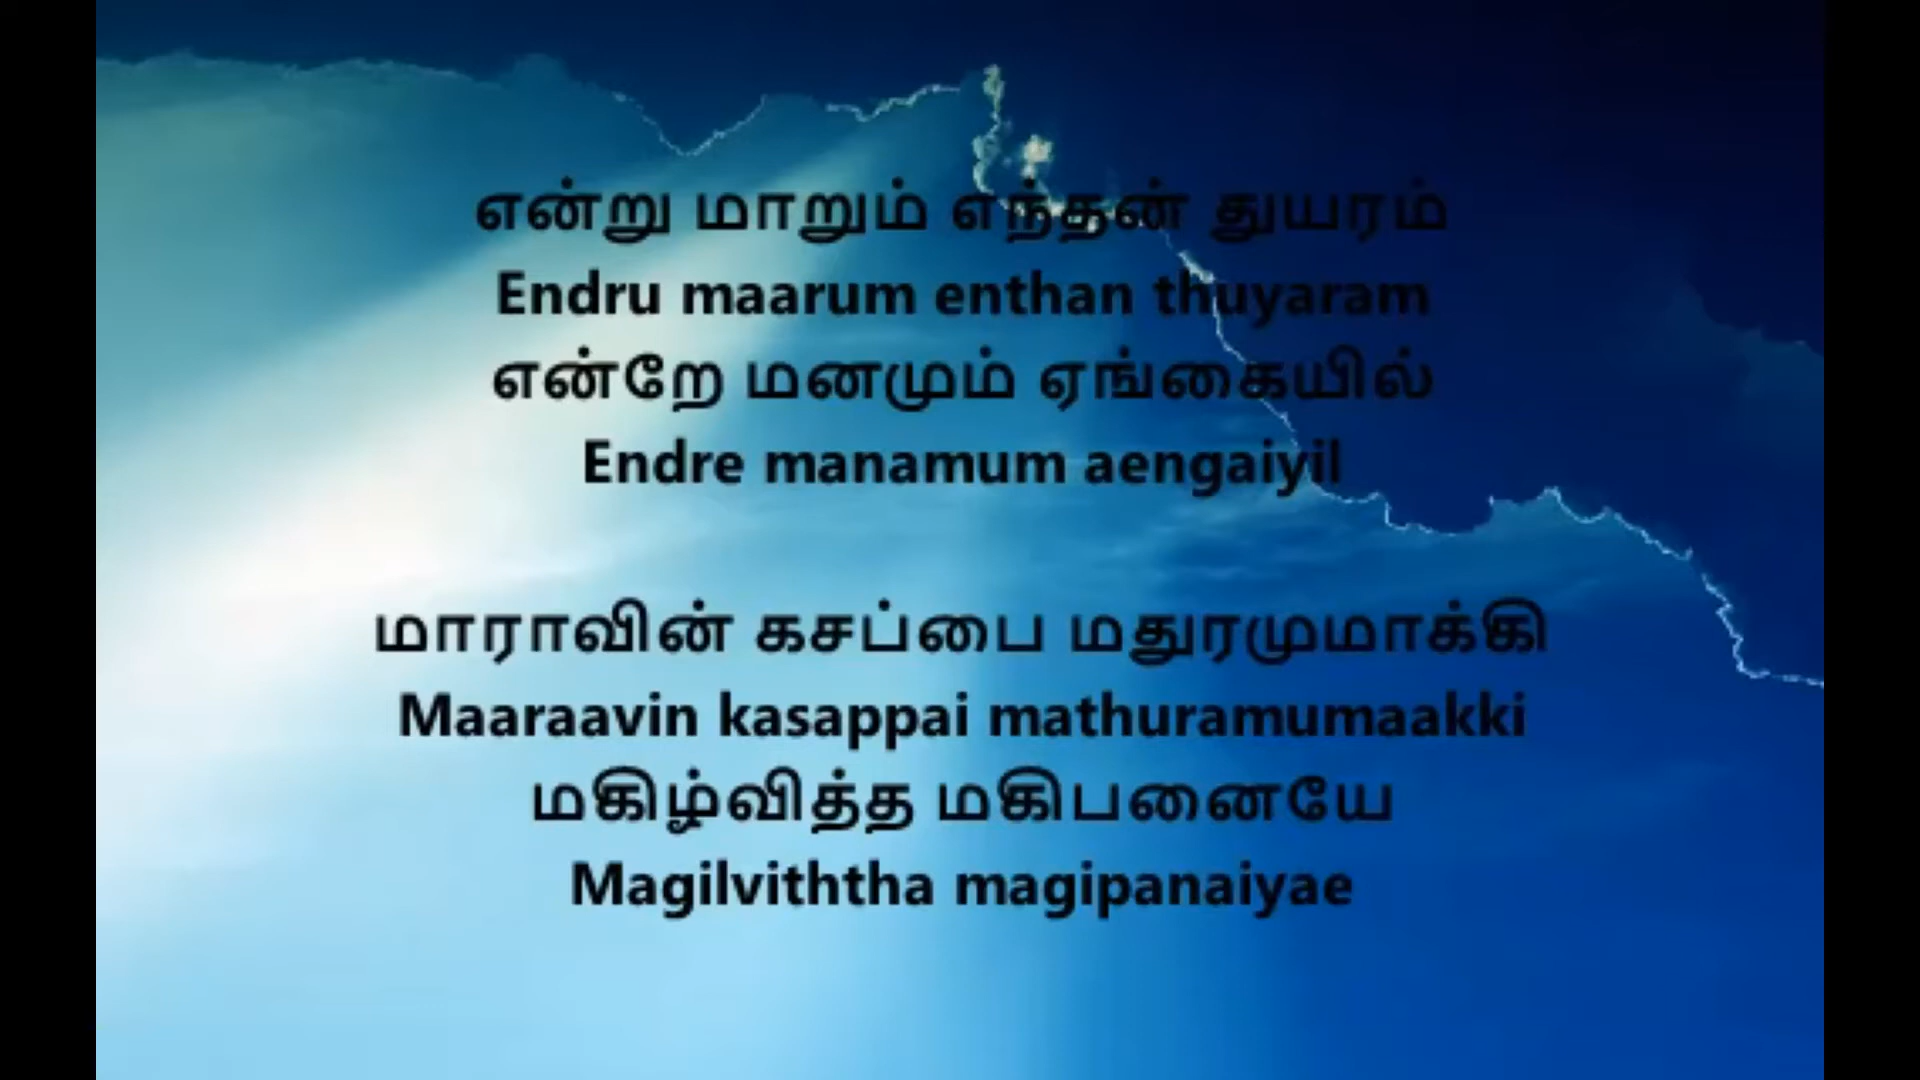 என்று மாறும் எந்தன் துயரம்
Endru maarum enthan thuyaram
என்றே மனமும் ஏங்கையில்
Endre manamum aengaiyil
மாராவின் கசப்பை மதுரமுமாக்கி
Maaraavin kasappai mathuramumaakki
மகிழ்வித்த மகிபனையே
Magilviththa magipanaiyae